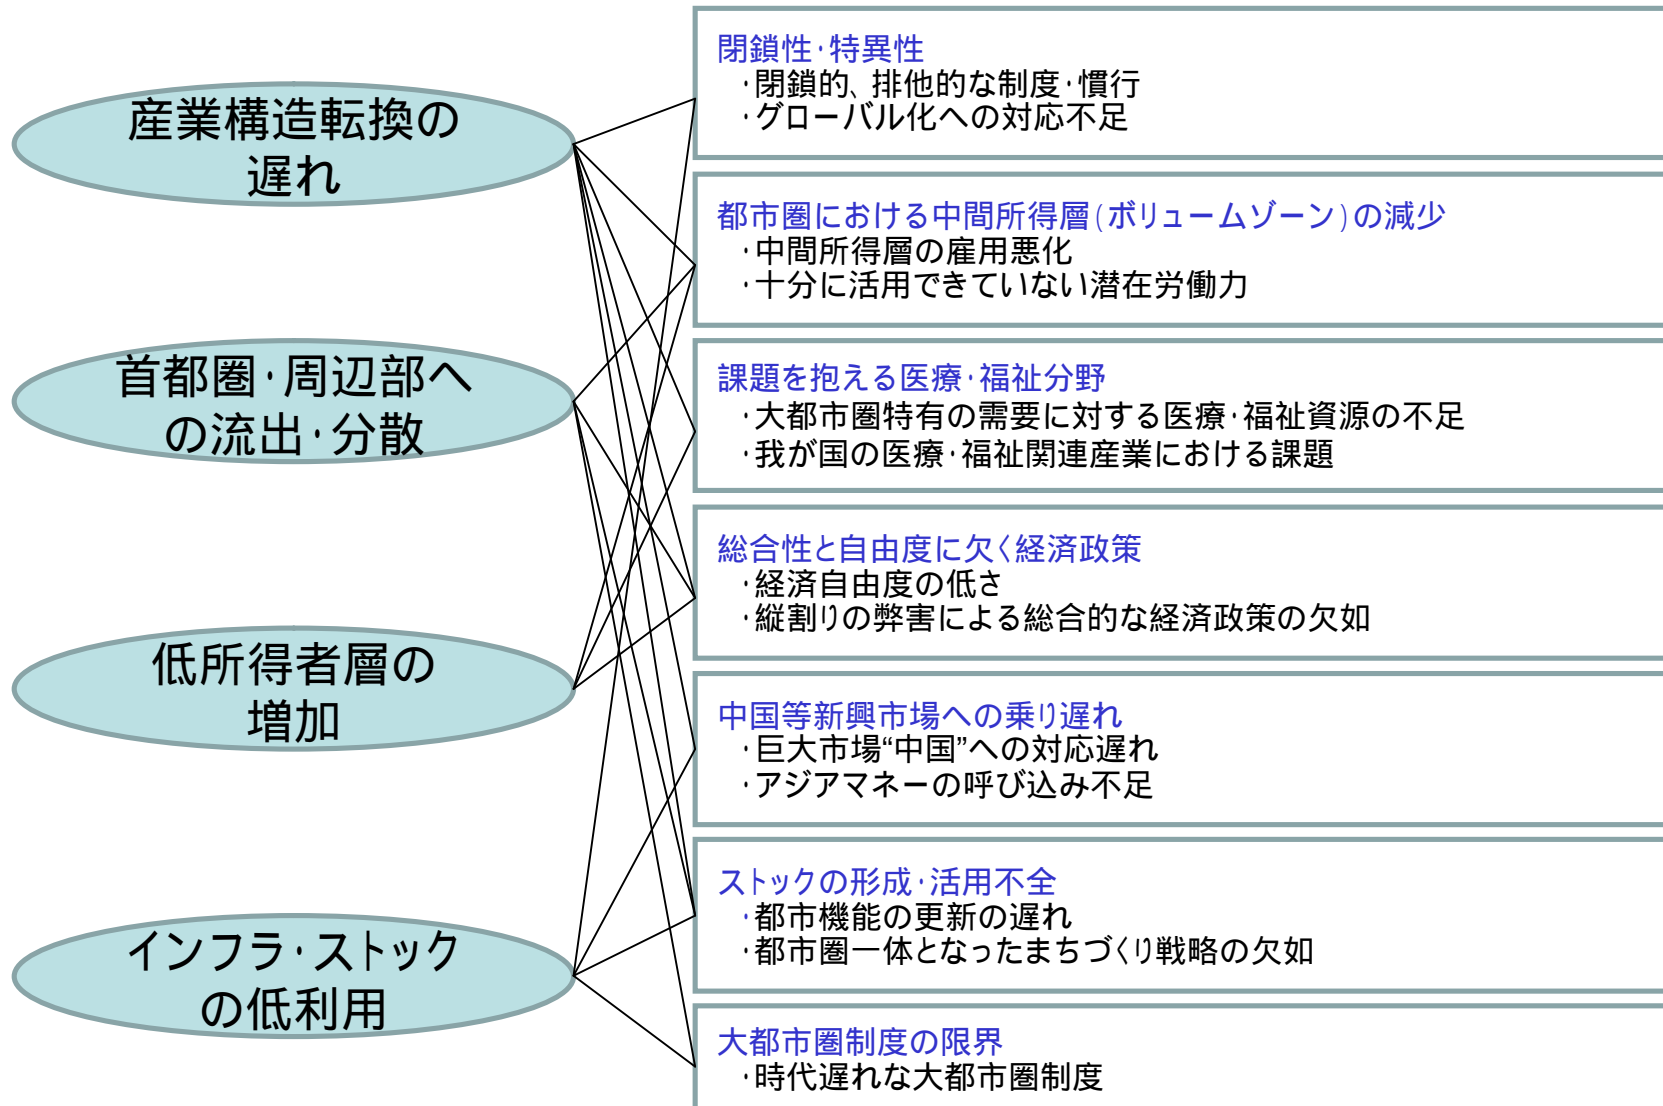 産業構造転換の
遅れ
首都圏・周辺部へ
の流出・分散
低所得者層の
増加
インフラ・ストック
の低利用
閉鎖性・特異性
・閉鎖的、排他的な制度・慣行
・グローバル化への対応不足
都市圏における中間所得層(ボリュームゾーン)の減少
・中間所得層の雇用悪化
・十分に活用できていない潜在労働力
課題を抱える医療・福祉分野
・大都市圏特有の需要に対する医療・福祉資源の不足
・我が国の医療・福祉関連産業における課題
総合性と自由度に欠く経済政策
・経済自由度の低さ
・縦割りの弊害による総合的な経済政策の欠如
中国等新興市場への乗り遅れ
・巨大市場“中国”への対応遅れ
・アジアマネーの呼び込み不足
ストックの形成・活用不全
・都市機能の更新の遅れ
・都市圏一体となったまちづくり戦略の欠如
大都市圏制度の限界
・時代遅れな大都市圏制度